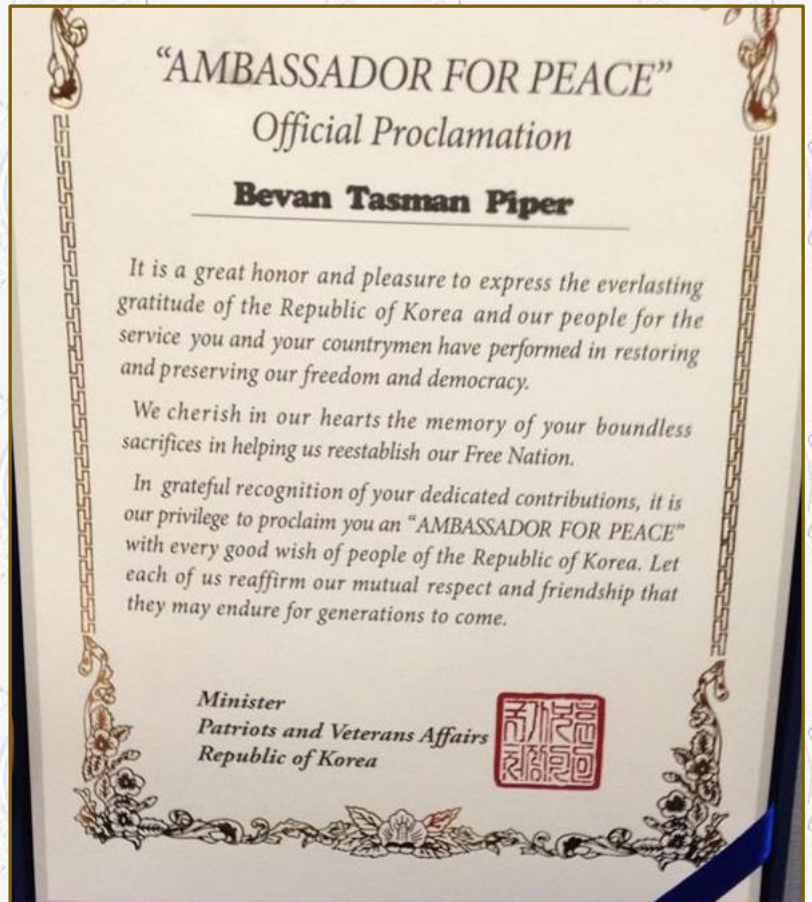 “AMBASSADOR FOR PEACE”
Official Proclamation
Bevan Tasman Piper
It is a great honor and pleasure to express the everlasting
gratitude of the Republic of Korea and our people for the
service you and your countrymen have performed in restoring
and preserving our freedom and democracy.
We cherish in our hearts the memory of your boundless
sacrifices in helping us reestablish our Free Nation.
In grateful recognition of your dedicated contributions, it is
our privilege to proclaim you an “AMBASSADOR FOR PEACE”
with every good wish of people of the Republic of Korea. Let
each of us reaffirm our mutual respect and friendship that
they may endure for generations to come.
Minister
Patriots and Veterans Affairs
Republic of Korea